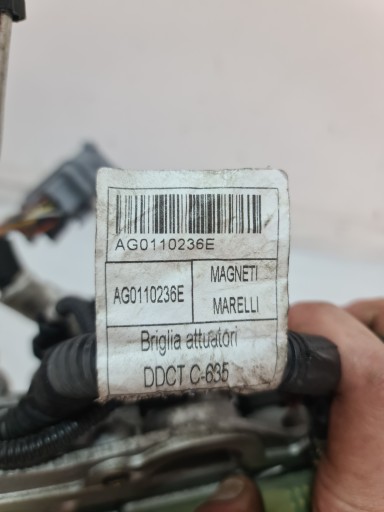 AG0110236E
AG0110236E
MAGNETI
MARELLI
Briglia attuatori
DDCT C-635